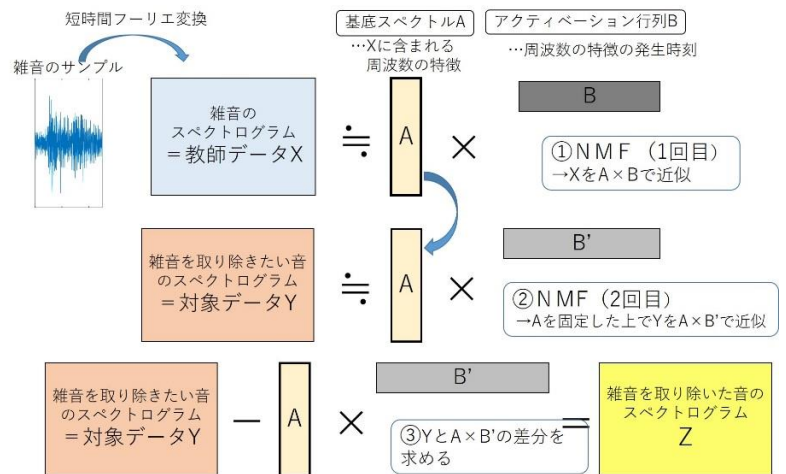 短時間フーリエ変換
雑音のサンプル
基底スペクトルA
…Xに含まれる
周波数の特徴
アクティベーション行列B
…周波数の特徴の発生時刻
雑音の
スペクトログラム
＝教師データX
≒
A
×
B
①NMF（1回目）
→XをA×Bで近似
雑音を取り除きたい音
のスペクトログラム
＝対象データY
≒
A
×
B’
②NMF（2回目）
→Aを固定した上でYをA×B’で近似
雑音を取り除きたい音
のスペクトログラム
＝対象データY
－
A
×
B’
③YとA×B’の差分を
求める
＝
雑音を取り除いた音の
スペクトログラム
Z